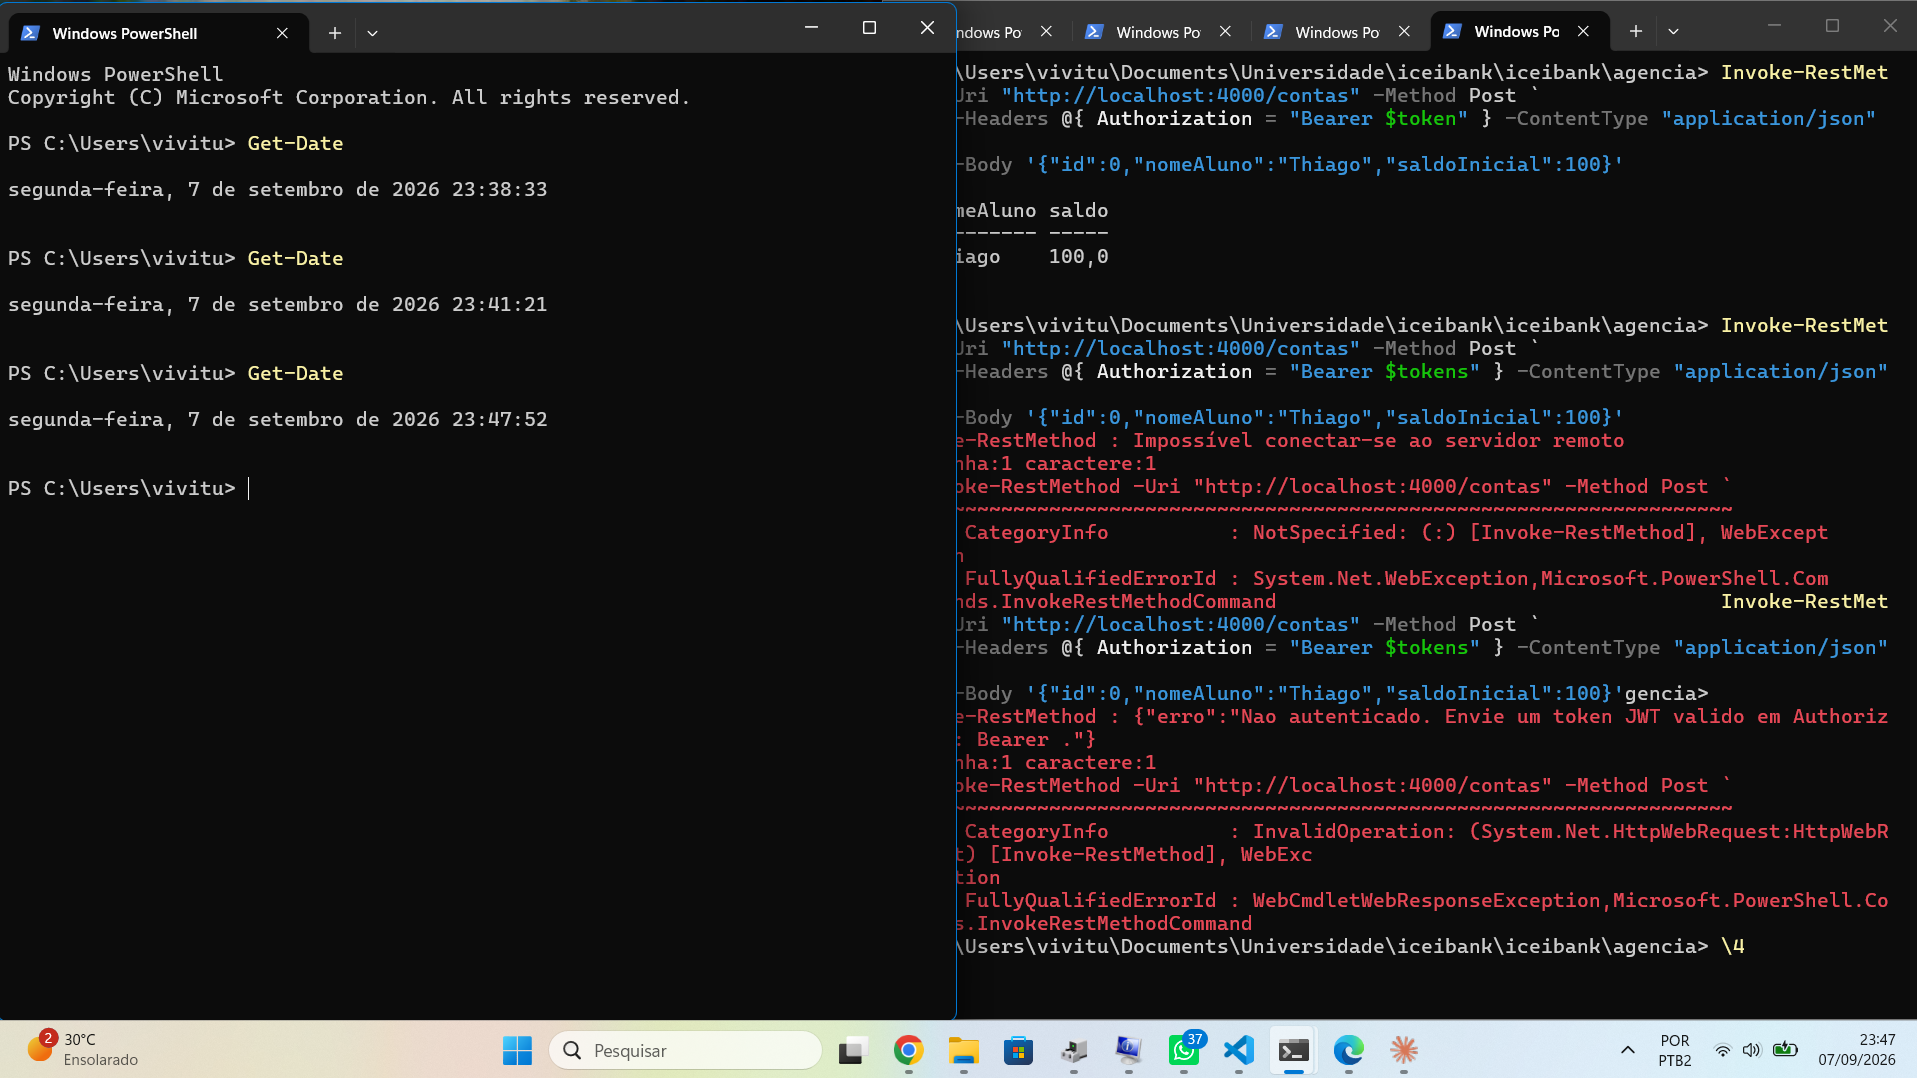 Windows PowerShell
Windows PowerShell
Copyright (C) Microsoft Corporation. All rights reserved.
PS C:\Users\vivitu> Get-Date
segunda-feira, 7 de setembro de 2026 23:38:33
PS C:\Users\vivitu> Get-Date
segunda-feira, 7 de setembro de 2026 23:41:21
PS C:\Users\vivitu> Get-Date
segunda-feira, 7 de setembro de 2026 23:47:52
PS C:\Users\vivitu>
ndows Po Windows Po Windows Po Windows Po
\Users\vivitu\Documents\Universidade\iceibank\iceibank\agencia> Invoke-RestMet
Uri "http://localhost:4000/contas" -Method Post `
-Headers @{ Authorization = "Bearer $token" } -ContentType "application/json"
-Body '{"id":0,"nomeAluno":"Thiago","saldoInicial":100}'
meAluno saldo
------- -----
iago 100,0
\Users\vivitu\Documents\Universidade\iceibank\iceibank\agencia> Invoke-RestMet
Uri "http://localhost:4000/contas" -Method Post `
-Headers @{ Authorization = "Bearer $tokens" } -ContentType "application/json"
-Body '{"id":0,"nomeAluno":"Thiago","saldoInicial":100}'
e-RestMethod : Impossível conectar-se ao servidor remoto
nha:1 caractere:1
oke-RestMethod -Uri "http://localhost:4000/contas" -Method Post `
~~~~~~~~~~~~~~~~~~~~~~~~~~~~~~~~~~~~~~~~~~~~~~~~~~~~~~~~~~~~~~~~~
CategoryInfo : NotSpecified: (:) [Invoke-RestMethod], WebExcept
n
FullyQualifiedErrorId : System.Net.WebException,Microsoft.PowerShell.Com
nds.InvokeRestMethodCommand Invoke-RestMet
Uri "http://localhost:4000/contas" -Method Post `
-Headers @{ Authorization = "Bearer $tokens" } -ContentType "application/json"
-Body '{"id":0,"nomeAluno":"Thiago","saldoInicial":100}'gencia>
e-RestMethod : {"erro":"Nao autenticado. Envie um token JWT valido em Authoriz
: Bearer ."}
nha:1 caractere:1
oke-RestMethod -Uri "http://localhost:4000/contas" -Method Post `
~~~~~~~~~~~~~~~~~~~~~~~~~~~~~~~~~~~~~~~~~~~~~~~~~~~~~~~~~~~~~~~~~
CategoryInfo : InvalidOperation: (System.Net.HttpWebRequest:HttpWebR
t) [Invoke-RestMethod], WebExc
tion
FullyQualifiedErrorId : WebCmdletWebResponseException,Microsoft.PowerShell.Co
s.InvokeRestMethodCommand
\Users\vivitu\Documents\Universidade\iceibank\iceibank\agencia> \4
2
30°C
Ensolarado
Pesquisar
37
POR
PTB2
23:47
07/09/2026